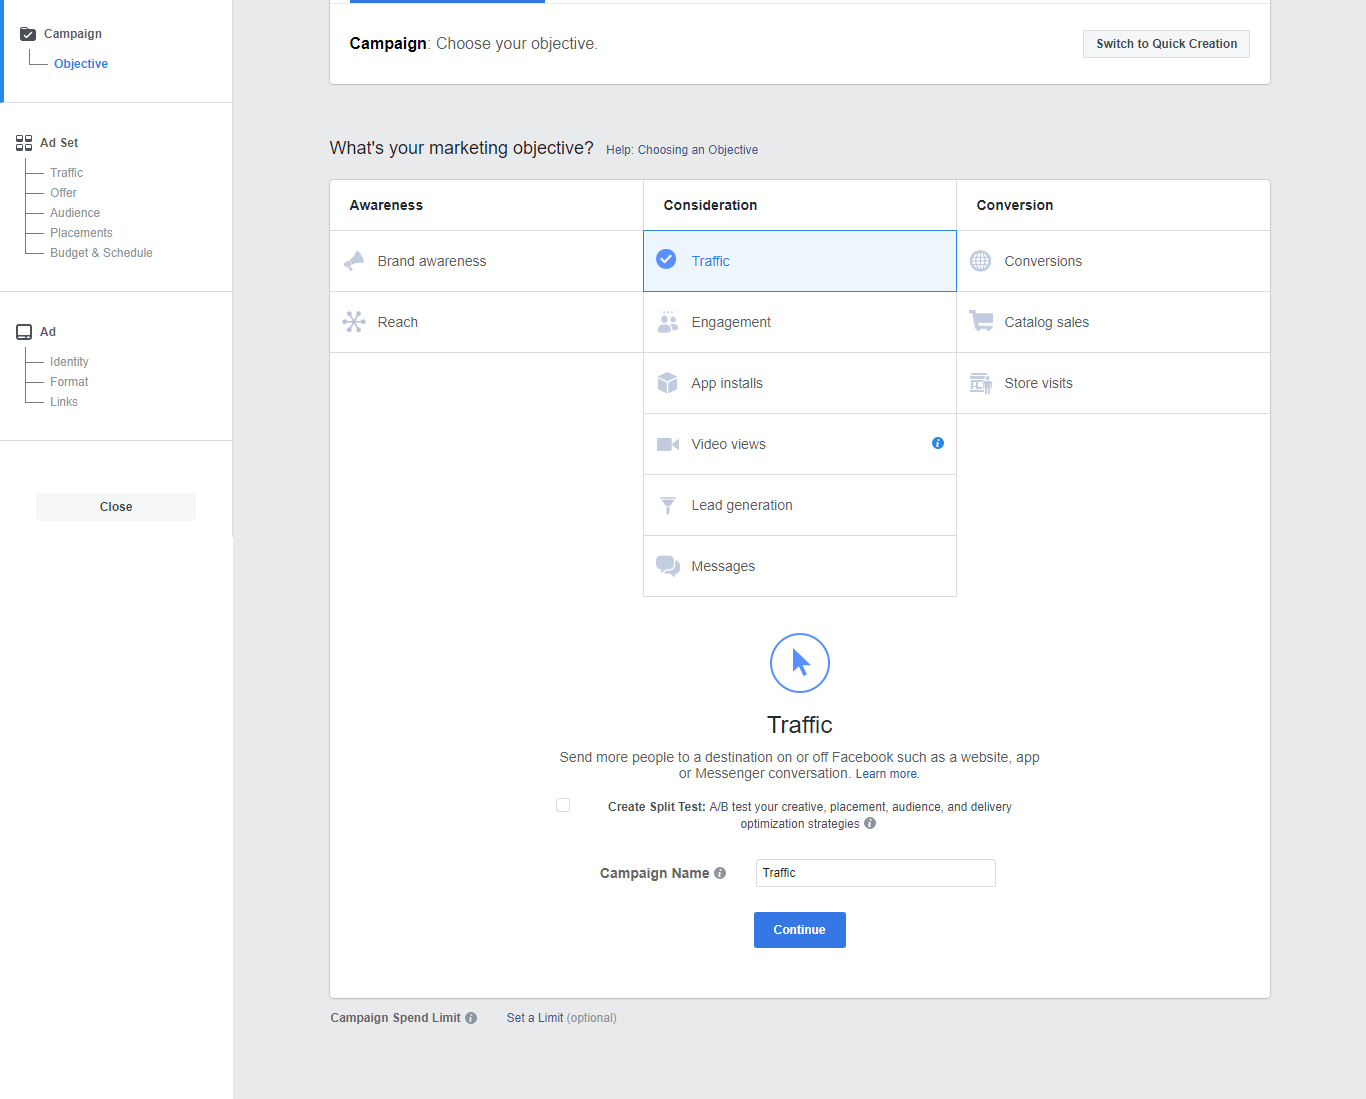 Campaign
Objective
Ad Set
Traffic
Offer
Audience
Placements
Budget & Schedule
Ad
Identity
Format
Links
Close
Campaign: Choose your objective.
Switch to Quick Creation
What's your marketing objective? Help: Choosing an Objective
Awareness
Brand awareness
Reach
Consideration
Traffic
Engagement
App installs
Video views
Lead generation
Messages
Conversion
Conversions
Catalog sales
Store visits
Traffic
Send more people to a destination on or off Facebook such as a website, app
or Messenger conversation. Learn more.
Create Split Test: A/B test your creative, placement, audience, and delivery
optimization strategies
Campaign Name
Traffic
Continue
Campaign Spend Limit
Set a Limit (optional)